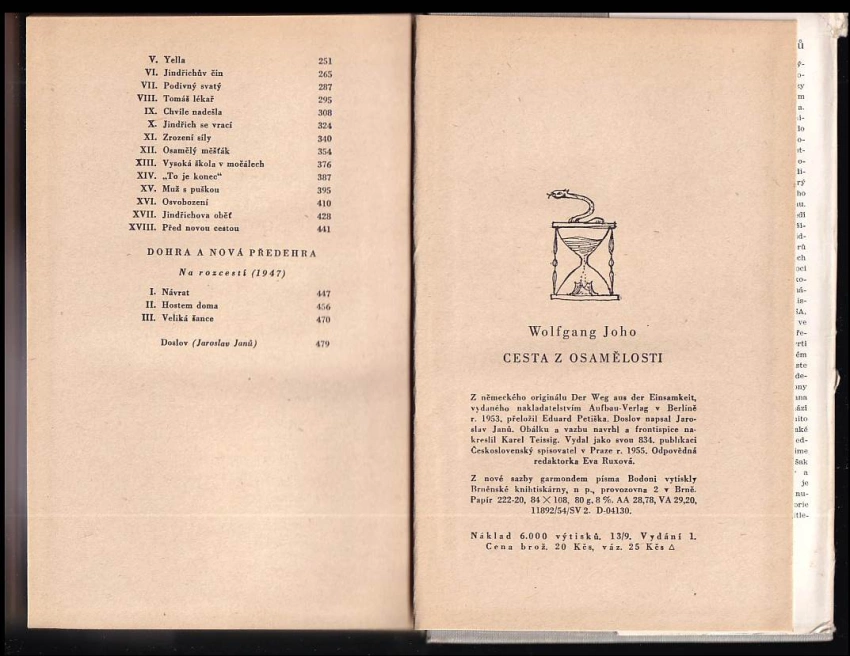 V. Yella 251
VI. Jindřichův čin 265
VII. Podivný svatý 287
VIII. Tomáš lékař 295
IX. Chvíle nadešla 308
X. Jindřich se vrací 324
XI. Zrození síly 340
XII. Osamělý měšťák 354
XIII. Vysoká škola v močálech 376
XIV. „To je konec“ 387
XV. Muž s puškou 395
XVI. Osvobození 410
XVII. Jindřichova oběť 428
XVIII. Před novou cestou 441
DOHRA A NOVÁ PŘEDEHRA
Na rozcestí (1947)
I. Návrat 447
II. Hostem doma 456
III. Veliká šance 470
Doslov (Jaroslav Janů) 479
Wolfgang Joho
CESTA Z OSAMĚLOSTI
Z německého originálu Der Weg aus der Einsamkeit,
vydaného nakladatelstvím Aufbau-Verlag v Berlíně
r. 1953, přeložil Eduard Petiška. Doslov napsal Jaro-
slav Janů. Obálku a vazbu navrhl a frontispice na-
kreslil Karel Teissig. Vydal jako svou 834. publikaci
Československý spisovatel v Praze r. 1955. Odpovědná
redaktorka Eva Ruxová.
Z nové sazby garmondem písma Bodoni vytiskly
Brněnské knihtiskárny, n p., provozovna 2 v Brně.
Papír 222-20, 84 × 108, 80 g, 8 %. AA 28,78, VA 29,20,
11892/54/SV 2. D-04130.
Náklad 6.000 výtisků. 13/9. Vydání 1.
Cena brož. 20 Kčs, váz. 25 Kčs △